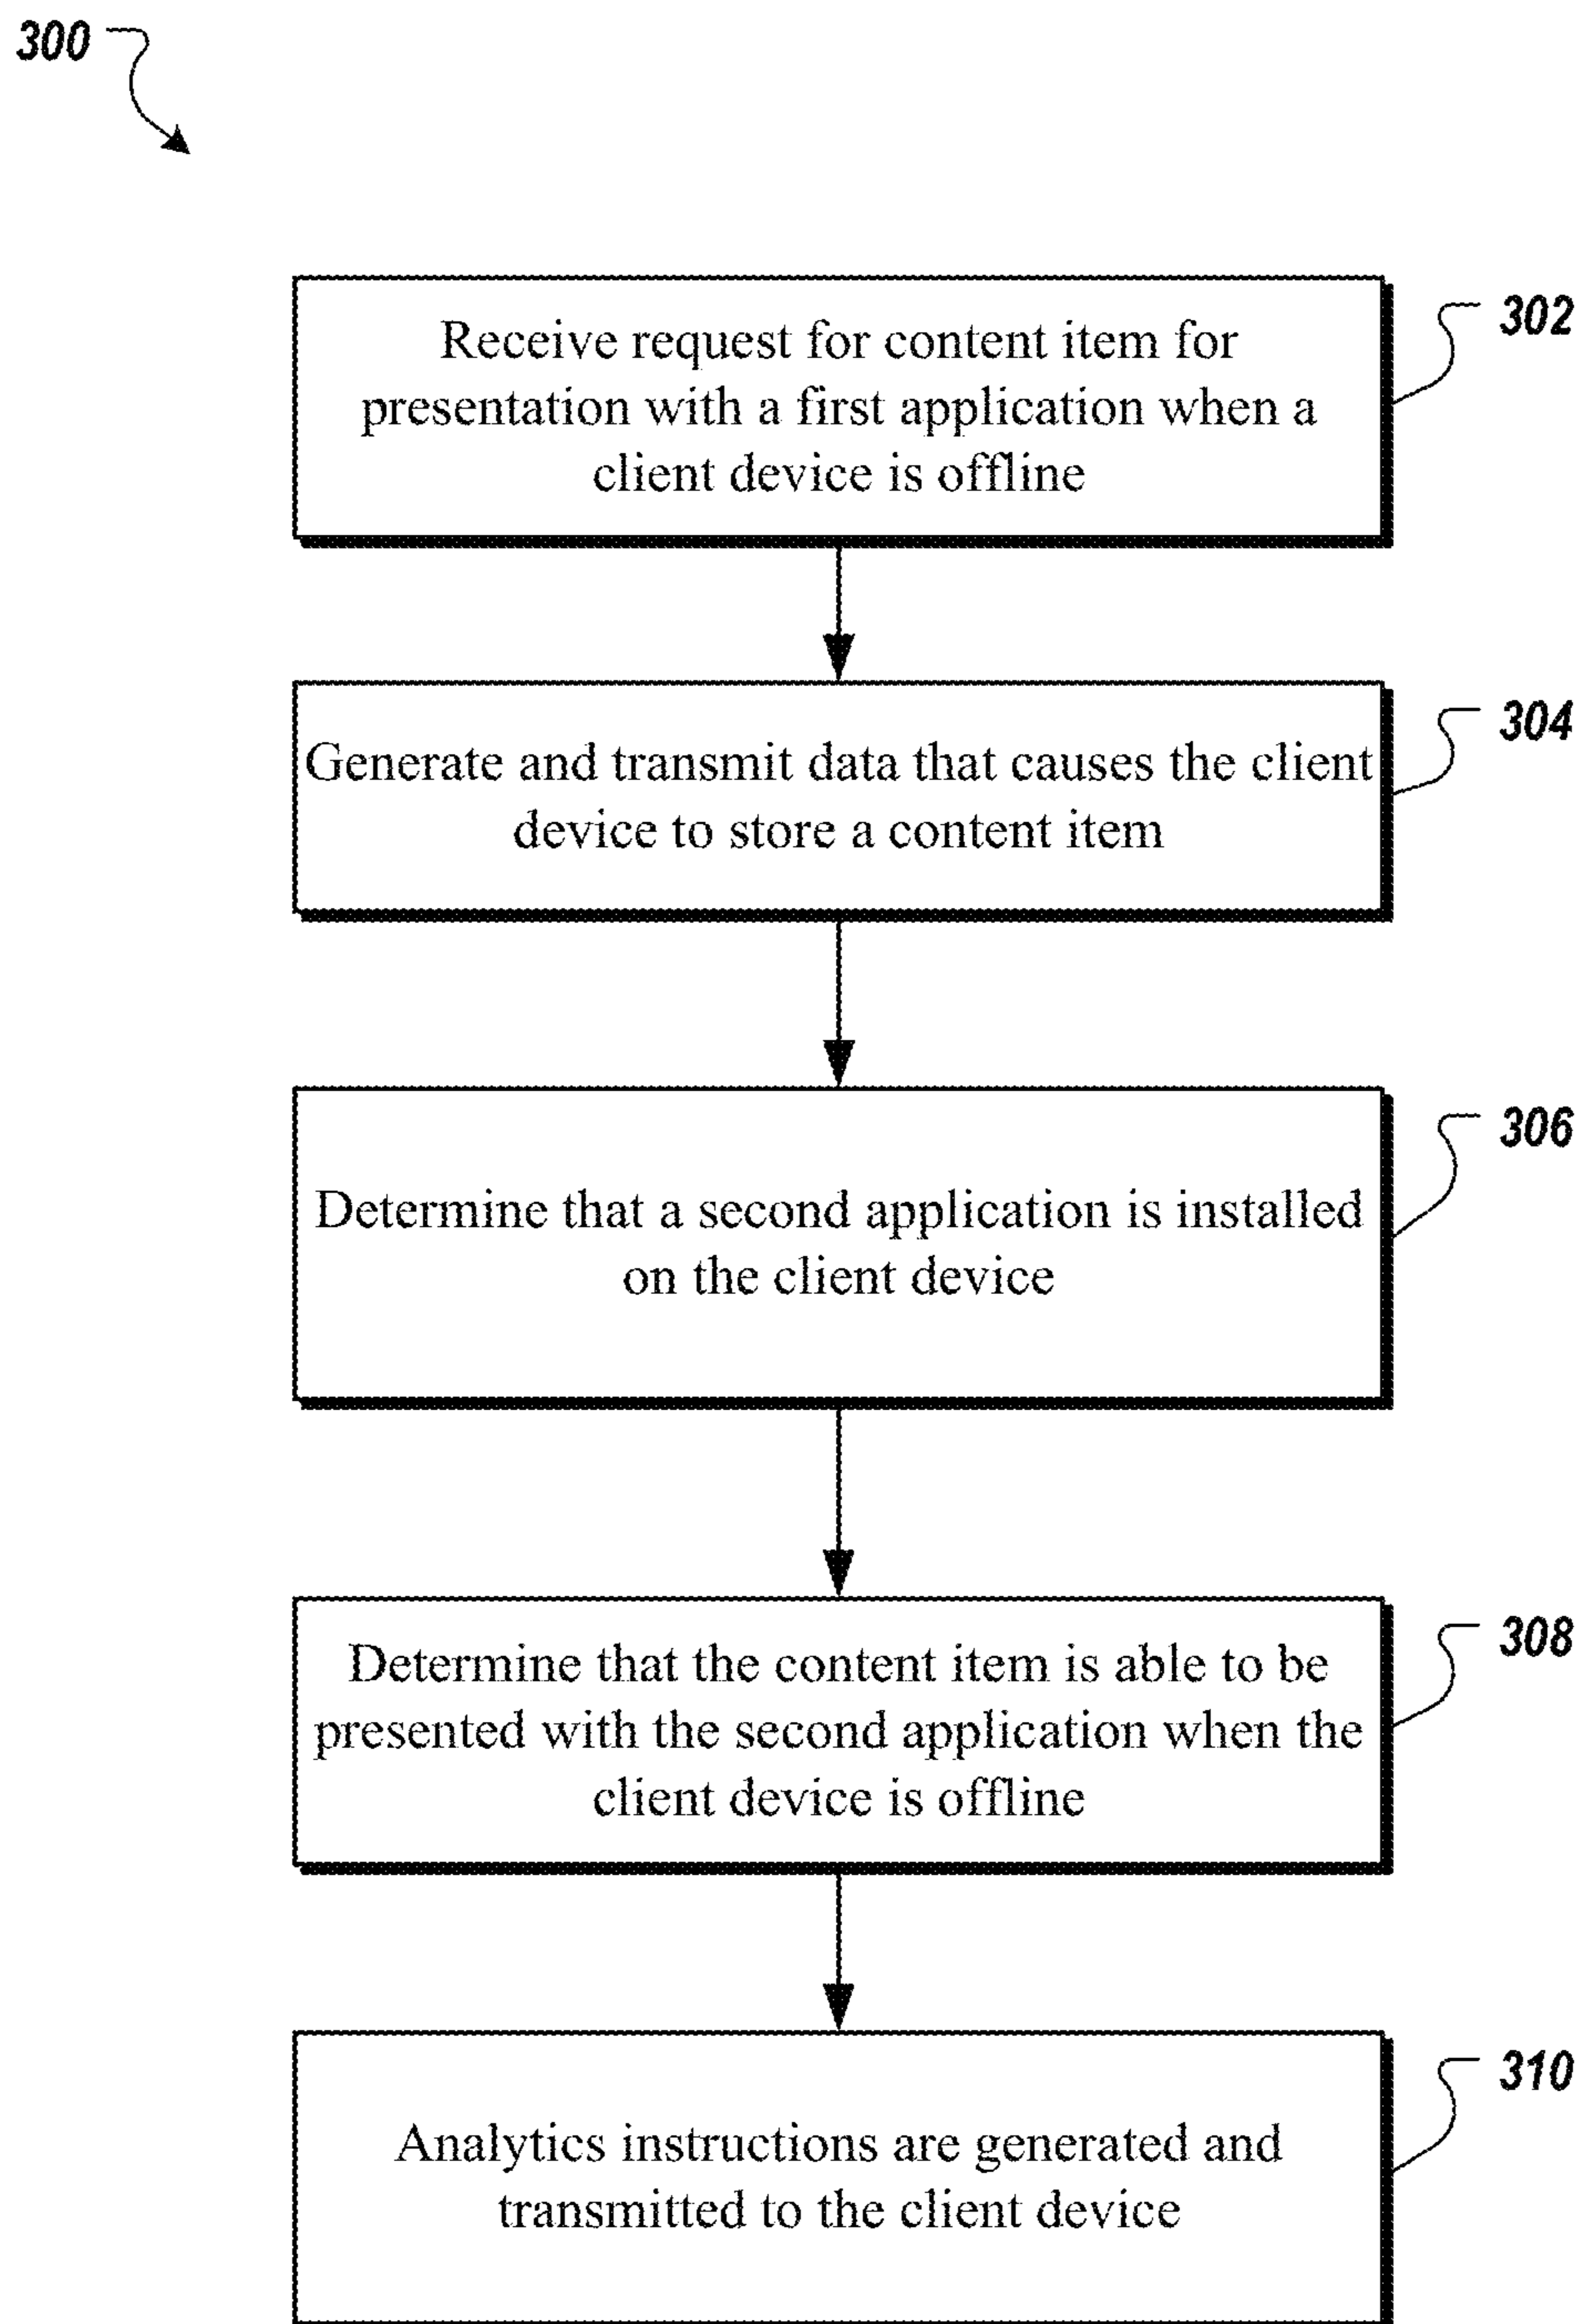 300
Receive request for content item for
presentation with a first application when a
client device is offline
302
Generate and transmit data that causes the client
device to store a content item
304
Determine that a second application is installed
on the client device
306
Determine that the content item is able to be
presented with the second application when the
client device is offline
308
Analytics instructions are generated and
transmitted to the client device
310